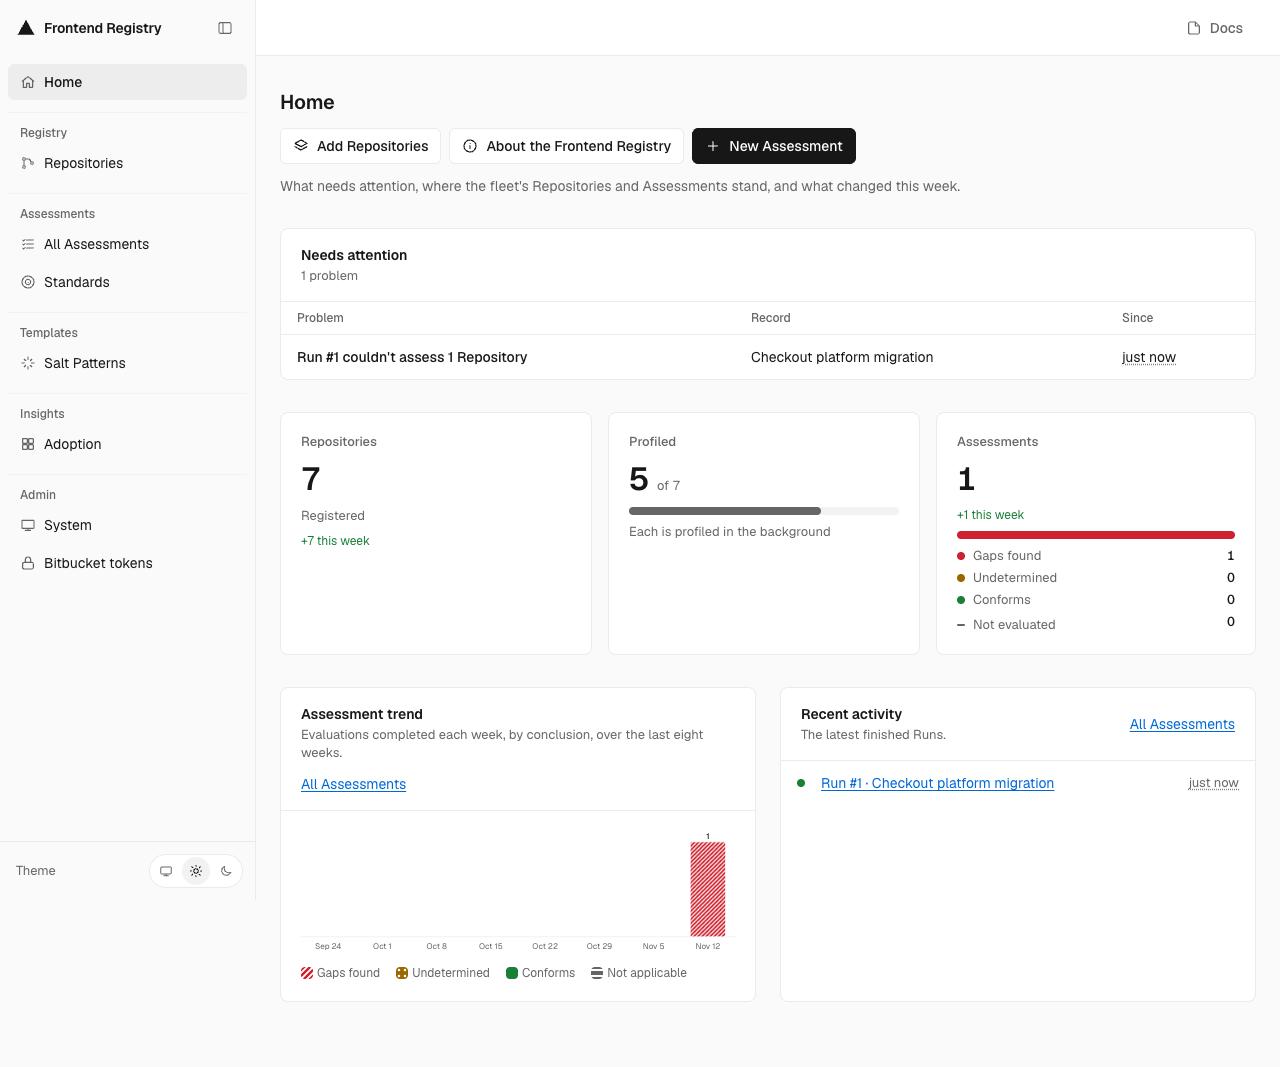 Frontend Registry
Docs
Home
Registry
Repositories
Assessments
All Assessments
Standards
Templates
Salt Patterns
Insights
Adoption
Admin
System
Bitbucket tokens
Theme
Home
Add Repositories
About the Frontend Registry
New Assessment
What needs attention, where the fleet's Repositories and Assessments stand, and what changed this week.
Needs attention
1 problem
Problem Record Since
Run #1 couldn't assess 1 Repository Checkout platform migration just now
Repositories
7
Registered
+7 this week
Profiled
5 of 7
Each is profiled in the background
Assessments
1
+1 this week
Gaps found 1
Undetermined 0
Conforms 0
Not evaluated 0
Assessment trend
Evaluations completed each week, by conclusion, over the last eight
weeks.
All Assessments
1
Sep 24 Oct 1 Oct 8 Oct 15 Oct 22 Oct 29 Nov 5 Nov 12
Gaps found Undetermined Conforms Not applicable
Recent activity
The latest finished Runs.
All Assessments
Run #1 · Checkout platform migration just now